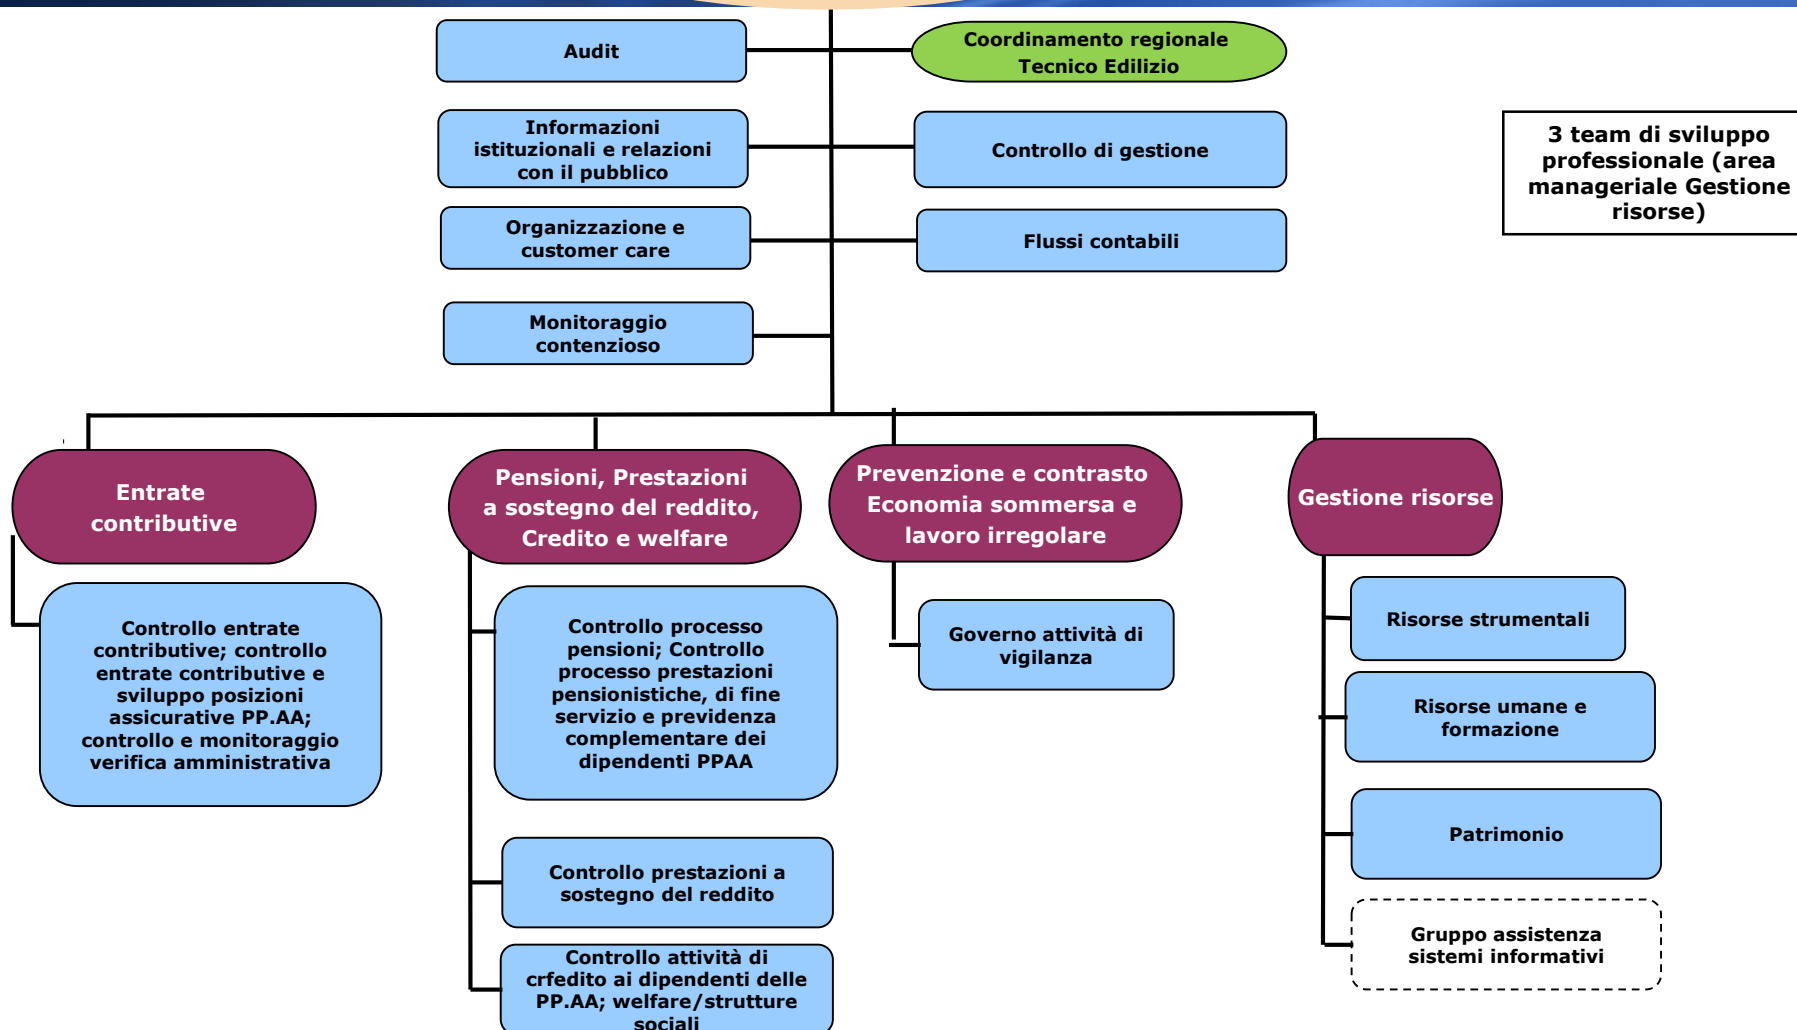 Audit
Coordinamento regionale
Tecnico Edilizio
Informazioni
istituzionali e relazioni
con il pubblico
Controllo di gestione
3 team di sviluppo
professionale (area
manageriale Gestione
risorse)
Organizzazione e
customer care
Flussi contabili
Monitoraggio
contenzioso
Entrate
contributive
Pensioni, Prestazioni
a sostegno del reddito,
Credito e welfare
Prevenzione e contrasto
Economia sommersa e
lavoro irregolare
Gestione risorse
Controllo entrate
contributive; controllo
entrate contributive e
sviluppo posizioni
assicurative PP.AA;
controllo e monitoraggio
verifica amministrativa
Controllo processo
pensioni; Controllo
processo prestazioni
pensionistiche, di fine
servizio e previdenza
complementare dei
dipendenti PPAA
Governo attività di
vigilanza
Risorse strumentali
Risorse umane e
formazione
Patrimonio
Controllo prestazioni a
sostegno del reddito
Gruppo assistenza
sistemi informativi
Controllo attività di
crfedito ai dipendenti delle
PP.AA; welfare/strutture
sociali